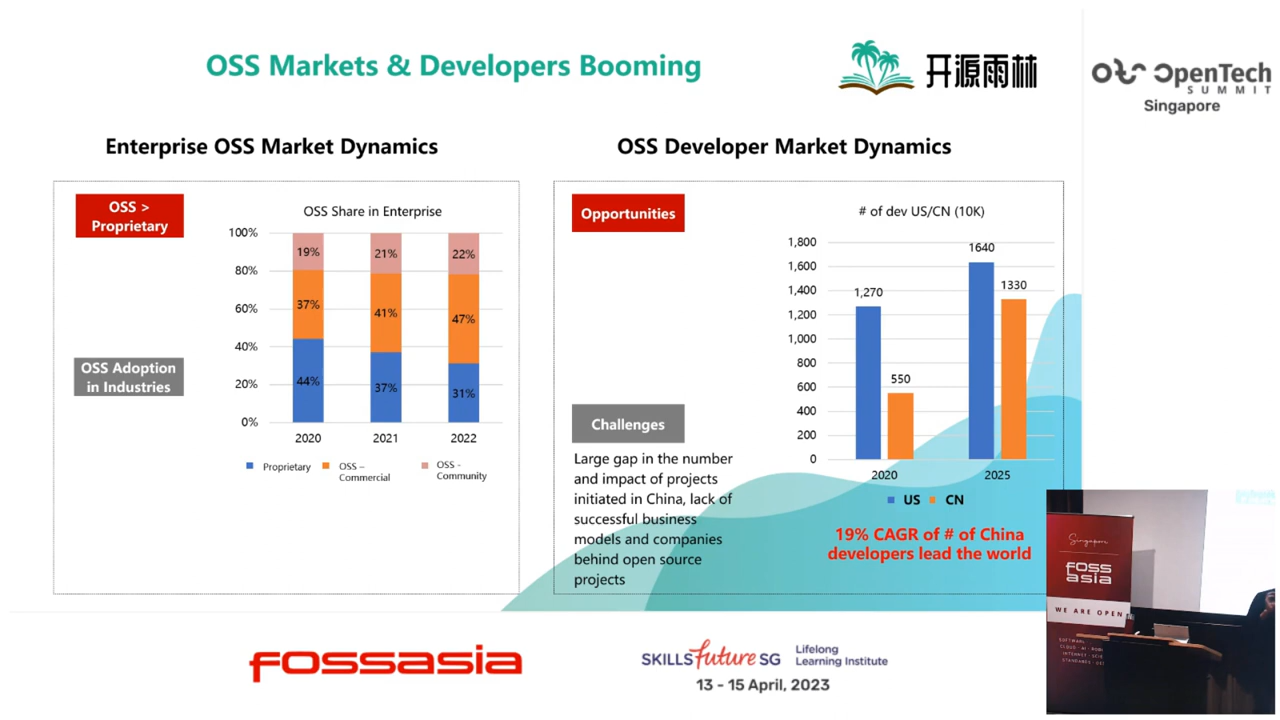 OSS Markets & Developers Booming
开源雨林
OpenTech
SUMMIT
Singapore
Enterprise OSS Market Dynamics
OSS >
Proprietary
OSS Share in Enterprise
100%
80%
60%
40%
20%
0%
19%
21%
22%
37%
41%
47%
44%
37%
31%
2020
2021
2022
Proprietary
OSS –
Commercial
OSS -
Community
OSS Adoption
in Industries
OSS Developer Market Dynamics
Opportunities
# of dev US/CN (10K)
1,800
1,600
1,400
1,200
1,000
800
600
400
200
0
1,270
550
1640
1330
2020
2025
US
CN
19% CAGR of # of China
developers lead the world
Challenges
Large gap in the number
and impact of projects
initiated in China, lack of
successful business
models and companies
behind open source
projects
Singapore
foss
asia
WE ARE OPEN
fossasia
SKILLS future SG
Lifelong
Learning Institute
13 - 15 April, 2023